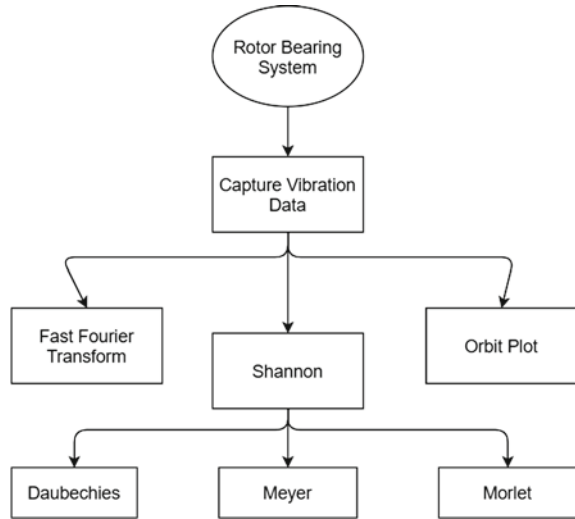 Rotor Bearing
System
Capture Vibration
Data
Fast Fourier
Transform
Shannon
Orbit Plot
Daubechies
Meyer
Morlet